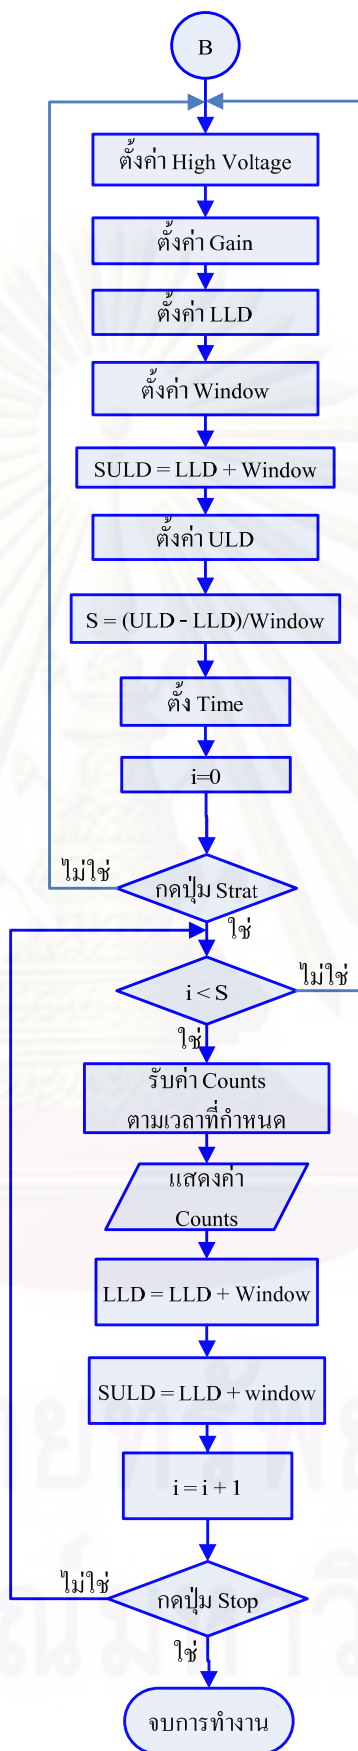 B
ตั้งค่า High Voltage
ตั้งค่า Gain
ตั้งค่า LLD
ตั้งค่า Window
SULD = LLD + Window
ตั้งค่า ULD
S = (ULD - LLD)/Window
ตั้ง Time
i=0
ไม่ใช่
กดปุ่ม Strat
ใช่
ไม่ใช่
i < S
ใช่
รับค่า Counts
ตามเวลาที่กำหนด
แสดงค่า
Counts
LLD = LLD + Window
SULD = LLD + window
i = i + 1
ไม่ใช่
กดปุ่ม Stop
ใช่
จบการทำงาน